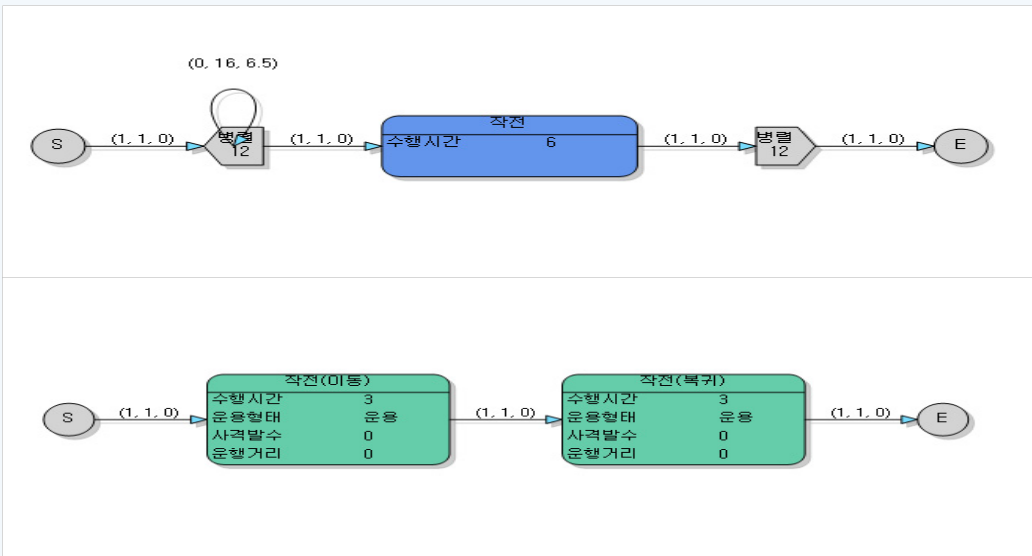 (0, 16, 6.5)
S (1, 1, 0) 병렬 12 (1, 1, 0) 작전 (1, 1, 0) 병렬 12 (1, 1, 0) E
수행시간 6
S (1, 1, 0) 작전(이동) (1, 1, 0) 작전(복귀) (1, 1, 0) E
수행시간 3 수행시간 3
운용형태 운용 운용형태 운용
사격발수 0 사격발수 0
운행거리 0 운행거리 0